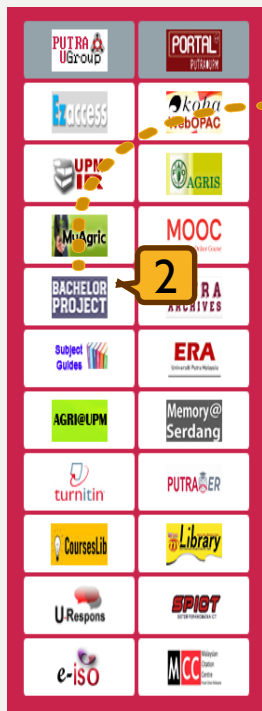 PUTRA
UGroup
PORTAL
PUTRA@UPM
Ezaccess
koha
WebOPAC
UPM
IR
AGRIS
MyAgric
MOOC
BACHELOR
PROJECT
2
RA
ARCHIVES
Subject
Guides
ERA
Universiti Putra Malaysia
AGRI@UPM
Memory@
Serdang
turnitin
PUTRA
ER
CoursesLib
Library
U-Respons
SPICT
e-iso
MCC
Malaysian
Citation
Centre